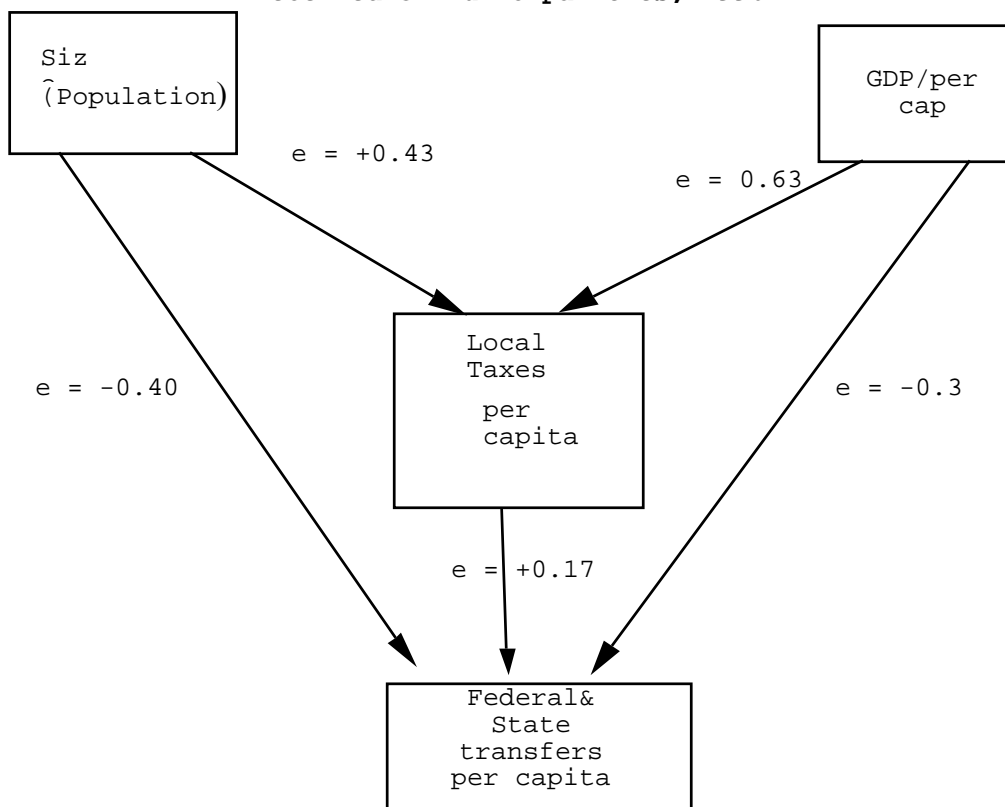 Siz
(Population)
GDP/per
cap
e = +0.43
e = 0.63
Local
Taxes
per
capita
e = -0.40
e = -0.3
e = +0.17
Federal&
State
transfers
per capita